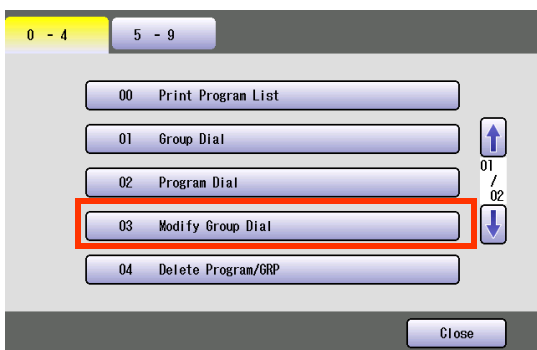 0 - 4
5 - 9
00 Print Program List
01 Group Dial
02 Program Dial
03 Modify Group Dial
04 Delete Program/GRP
01
/
02
Close